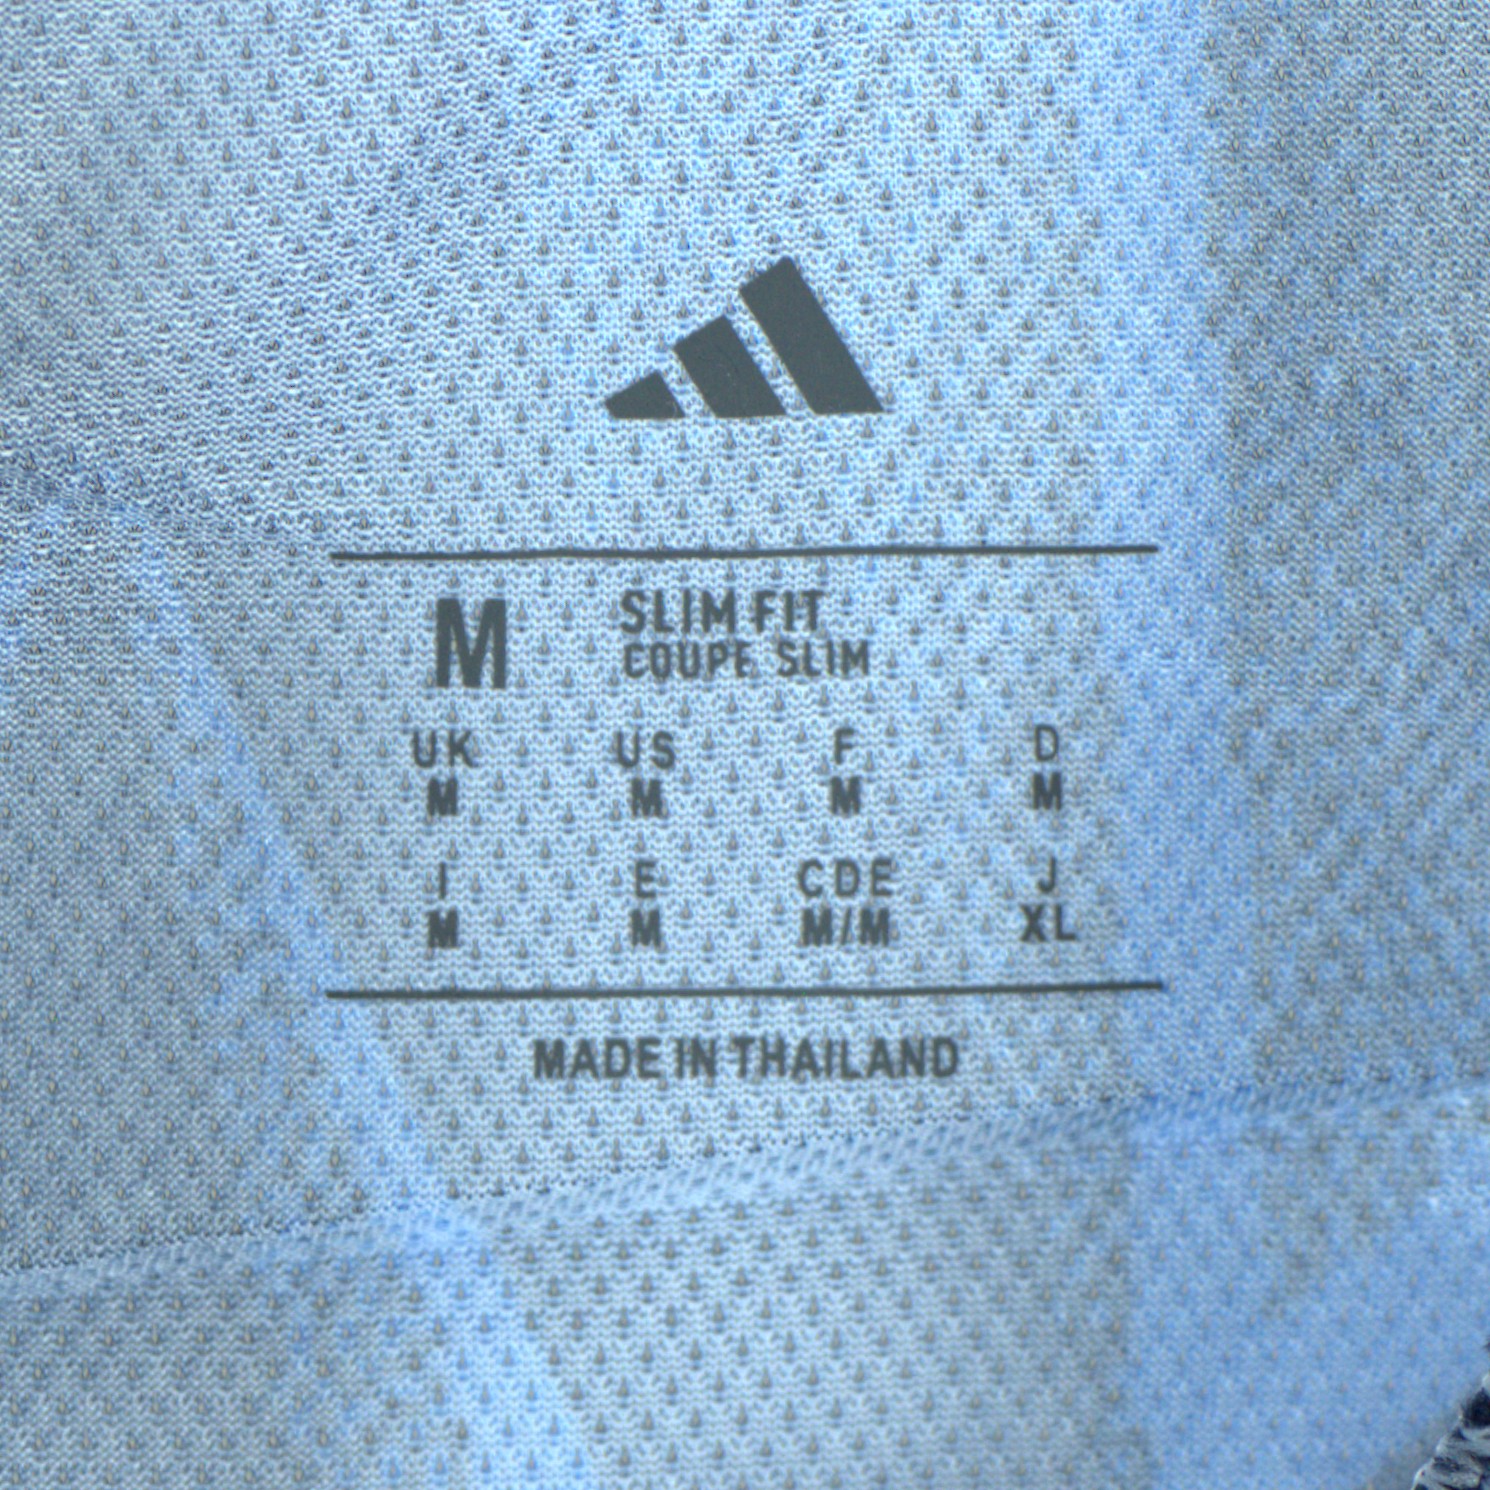 M SLIM FIT
COUPE SLIM
UK US F D
M M M M
I E CDE J
M M M/M XL
MADE IN THAILAND